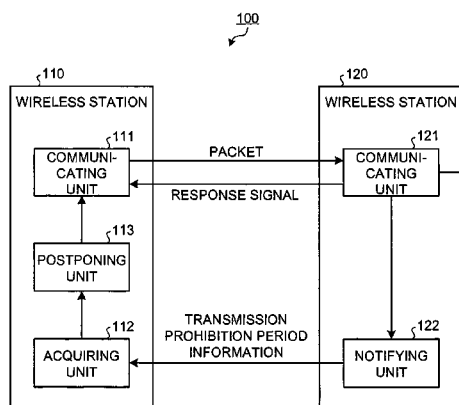 100
110
WIRELESS STATION
111
COMMUNI-
CATING
UNIT
113
POSTPONING
UNIT
112
ACQUIRING
UNIT
PACKET
RESPONSE SIGNAL
TRANSMISSION
PROHIBITION PERIOD
INFORMATION
120
WIRELESS STATION
121
COMMUNI-
CATING
UNIT
122
NOTIFYING
UNIT